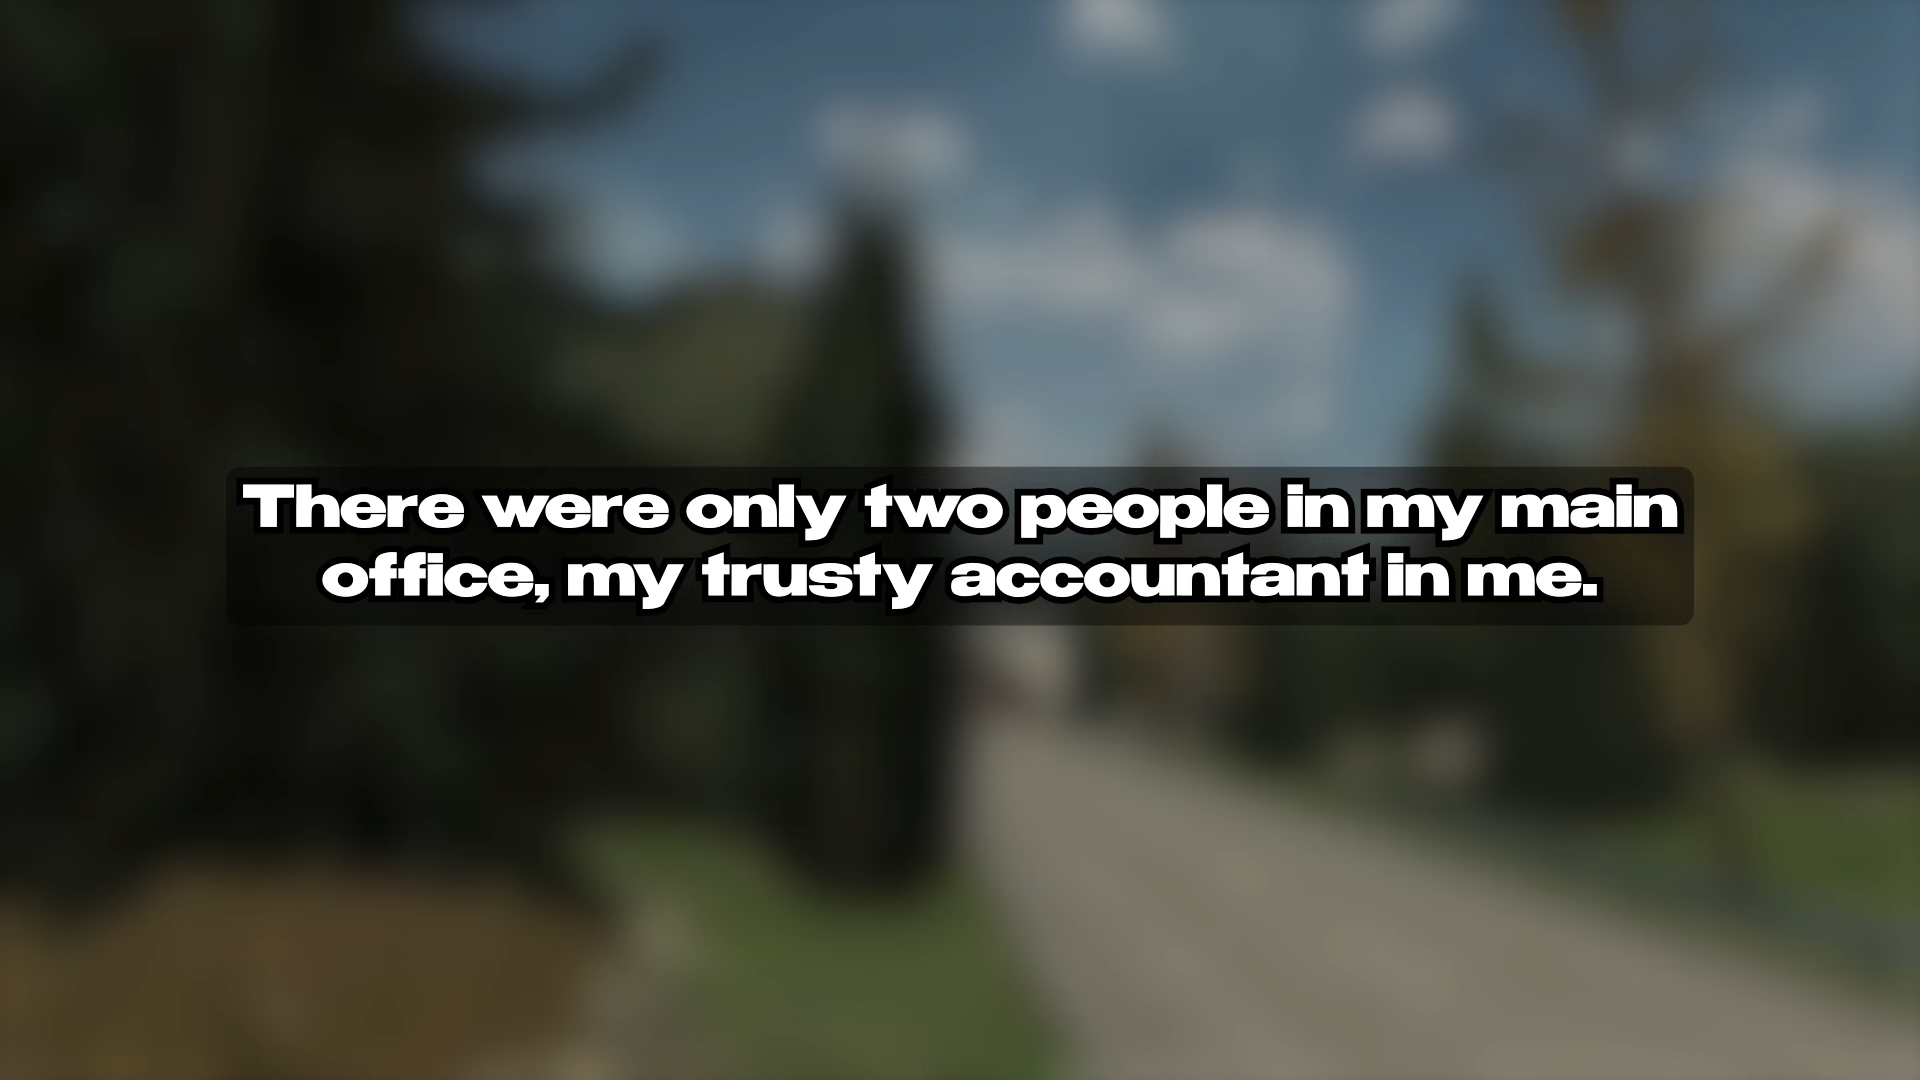 There were only two people in my main
office, my trusty accountant in me.